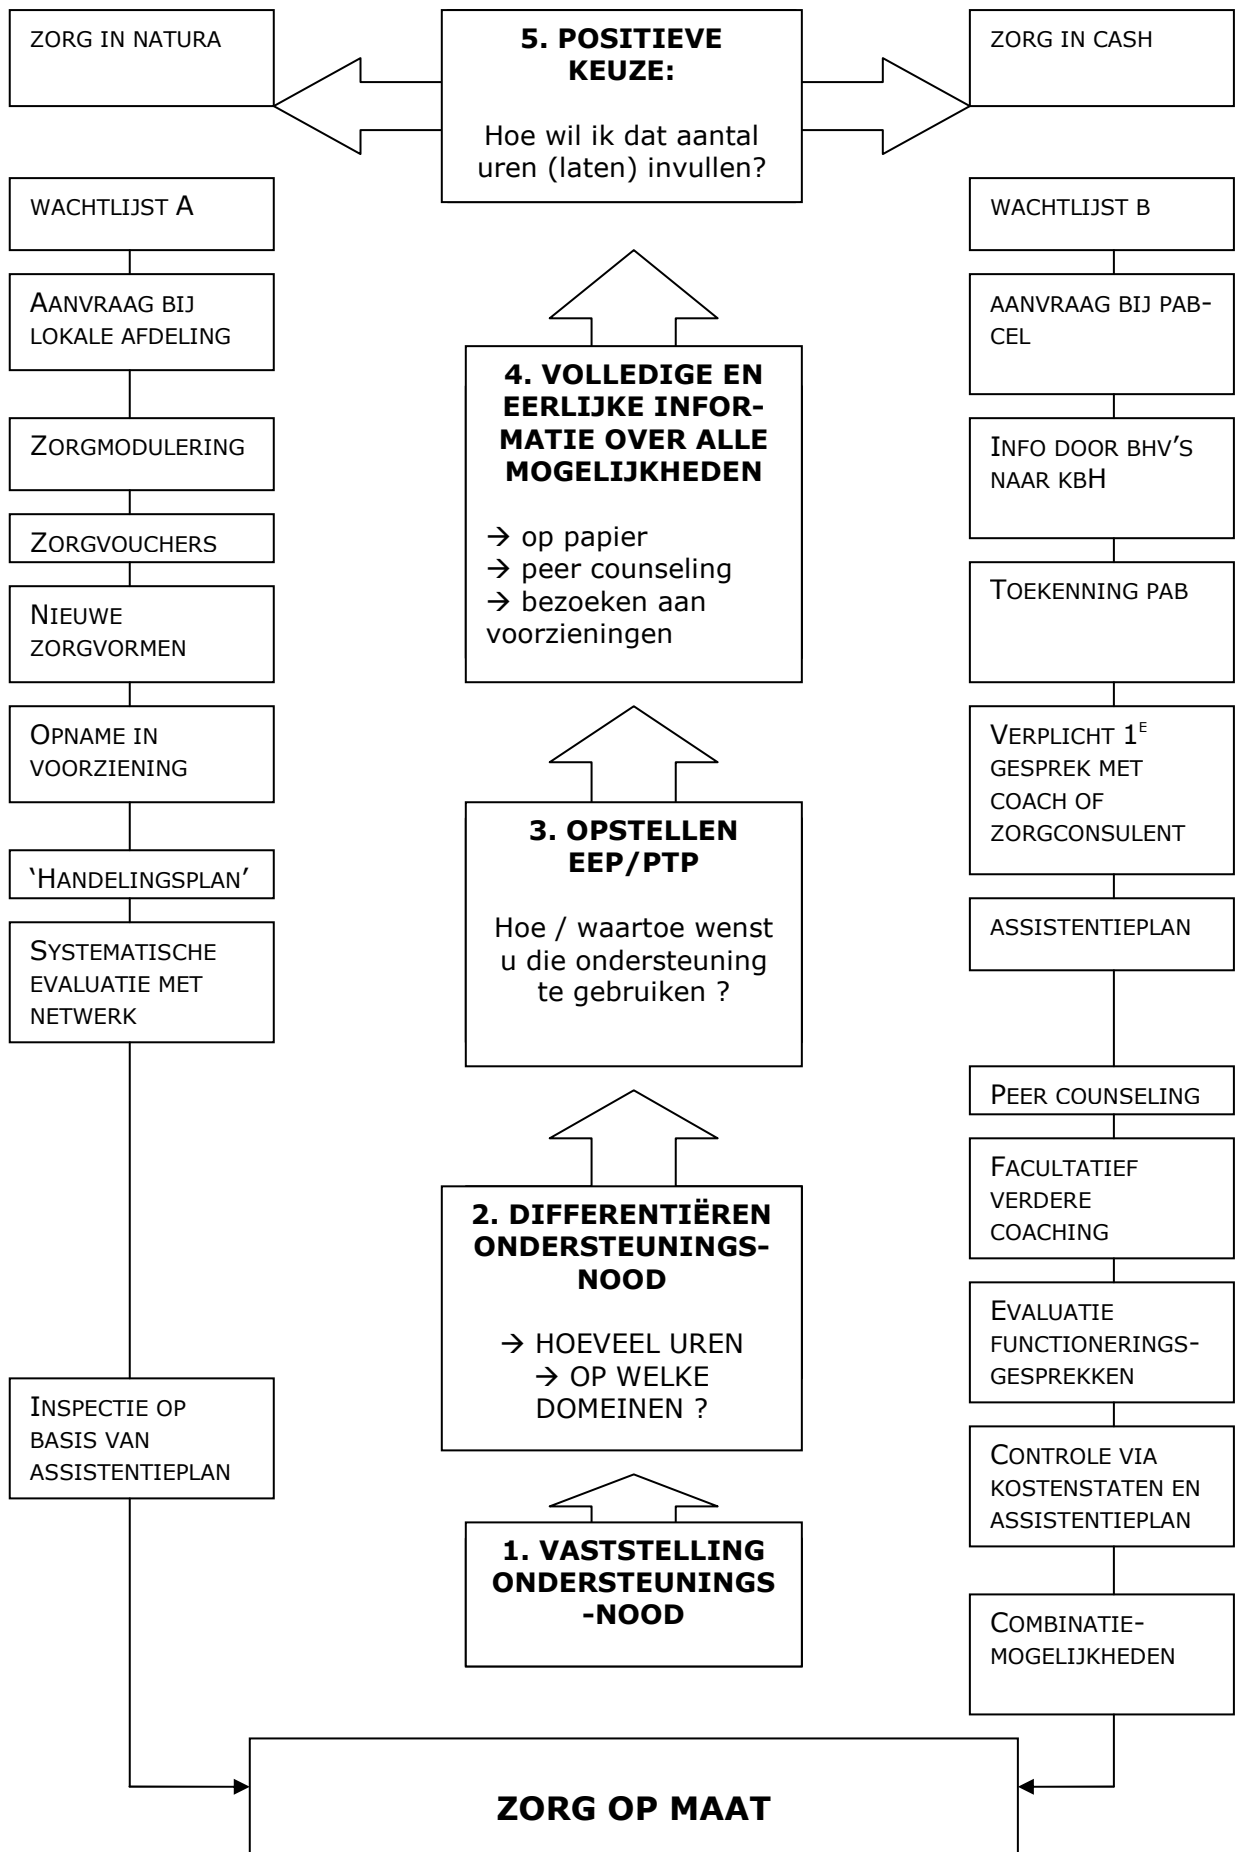 ZORG IN NATURA
WACHTLIJST A
AANVRAAG BIJ
LOKALE AFDELING
ZORGMODULERING
ZORGVOUCHERS
NIEUWE
ZORGVORMEN
OPNAME IN
VOORZIENING
‘HANDELINGSPLAN’
SYSTEMATISCHE
EVALUATIE MET
NETWERK
INSPECTIE OP
BASIS VAN
ASSISTENTIEPLAN
5. POSITIEVE
KEUZE:
Hoe wil ik dat aantal
uren (laten) invullen?
4. VOLLEDIGE EN
EERLIJKE INFOR-
MATIE OVER ALLE
MOGELIJKHEDEN
→ op papier
→ peer counseling
→ bezoeken aan
voorzieningen
3. OPSTELLEN
EEP/PTP
Hoe / waartoe wenst
u die ondersteuning
te gebruiken ?
2. DIFFERENTIËREN
ONDERSTEUNINGS-
NOOD
→ HOEVEEL UREN
→ OP WELKE
DOMEINEN ?
1. VASTSTELLING
ONDERSTEUNINGS
-NOOD
ZORG IN CASH
WACHTLIJST B
AANVRAAG BIJ PAB-
CEL
INFO DOOR BHV’S
NAAR KBH
TOEKENNING PAB
VERPLICHT 1E
GESPREK MET
COACH OF
ZORGCONSULENT
ASSISTENTIEPLAN
PEER COUNSELING
FACULTATIEF
VERDERE
COACHING
EVALUATIE
FUNCTIONERINGS-
GESPREKKEN
CONTROLE VIA
KOSTENSTATEN EN
ASSISTENTIEPLAN
COMBINATIE-
MOGELIJKHEDEN
ZORG OP MAAT